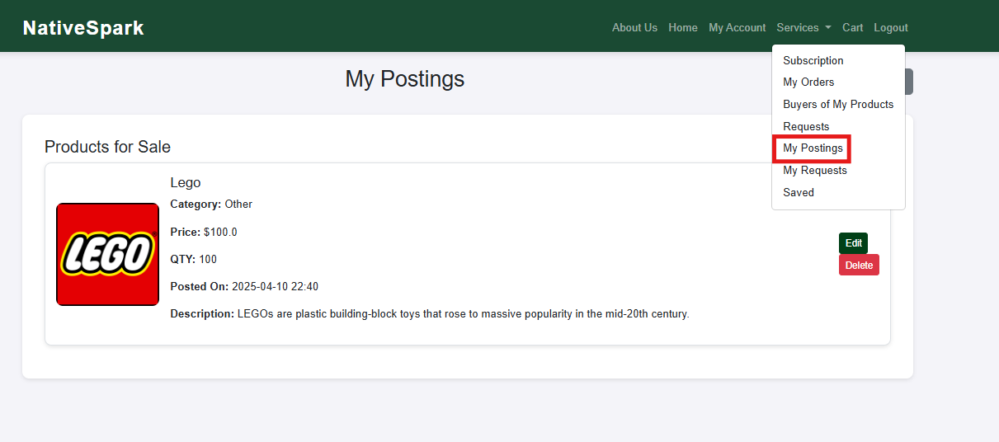 NativeSpark
About Us Home My Account Services Cart Logout
Subscription
My Orders
Buyers of My Products
Requests
My Postings
My Requests
Saved
My Postings
Products for Sale
Lego
Category: Other
Price: $100.0
QTY: 100
Posted On: 2025-04-10 22:40
Description: LEGOs are plastic building-block toys that rose to massive popularity in the mid-20th century.
LEGO
®
Edit
Delete